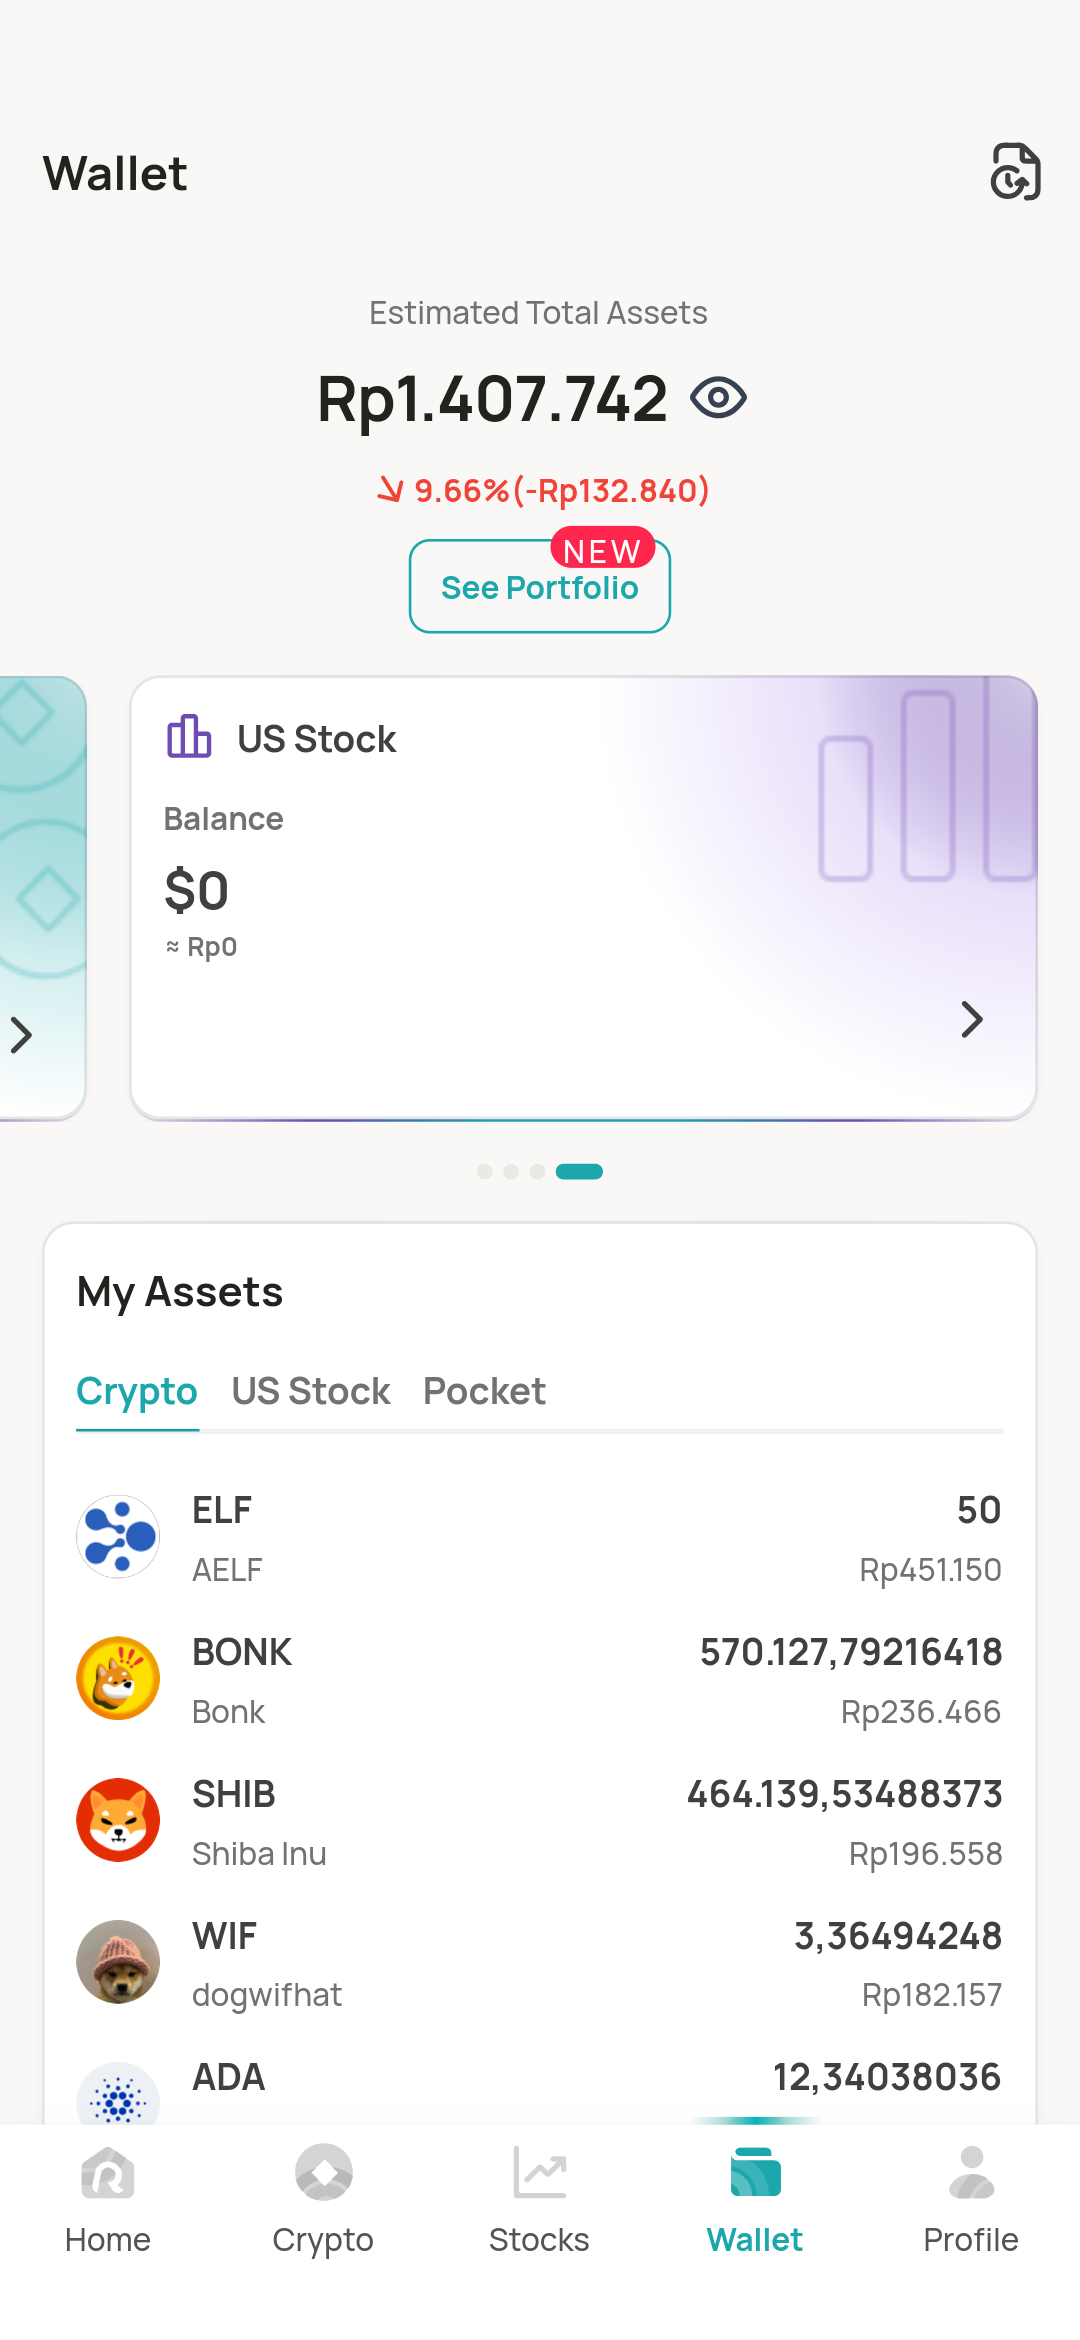 Wallet
Estimated Total Assets
Rp1.407.742
9.66%(-Rp132.840)
NEW
See Portfolio
US Stock
Balance
$0
≈ Rp0
My Assets
Crypto US Stock Pocket
ELF 50
AELF Rp451.150
BONK 570.127,79216418
Bonk Rp236.466
SHIB 464.139,53488373
Shiba Inu Rp196.558
WIF 3,36494248
dogwifhat Rp182.157
ADA 12,34038036
Home Crypto Stocks Wallet Profile